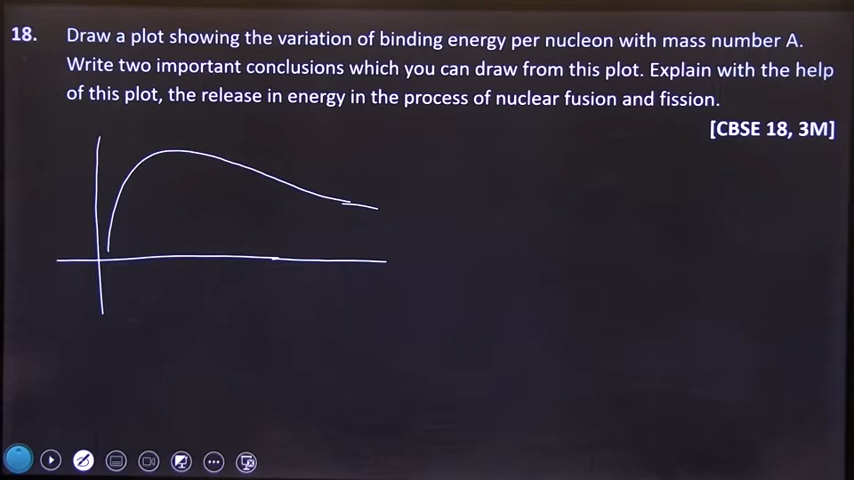 18. Draw a plot showing the variation of binding energy per nucleon with mass number A.
Write two important conclusions which you can draw from this plot. Explain with the help
of this plot, the release in energy in the process of nuclear fusion and fission.
[CBSE 18, 3M]